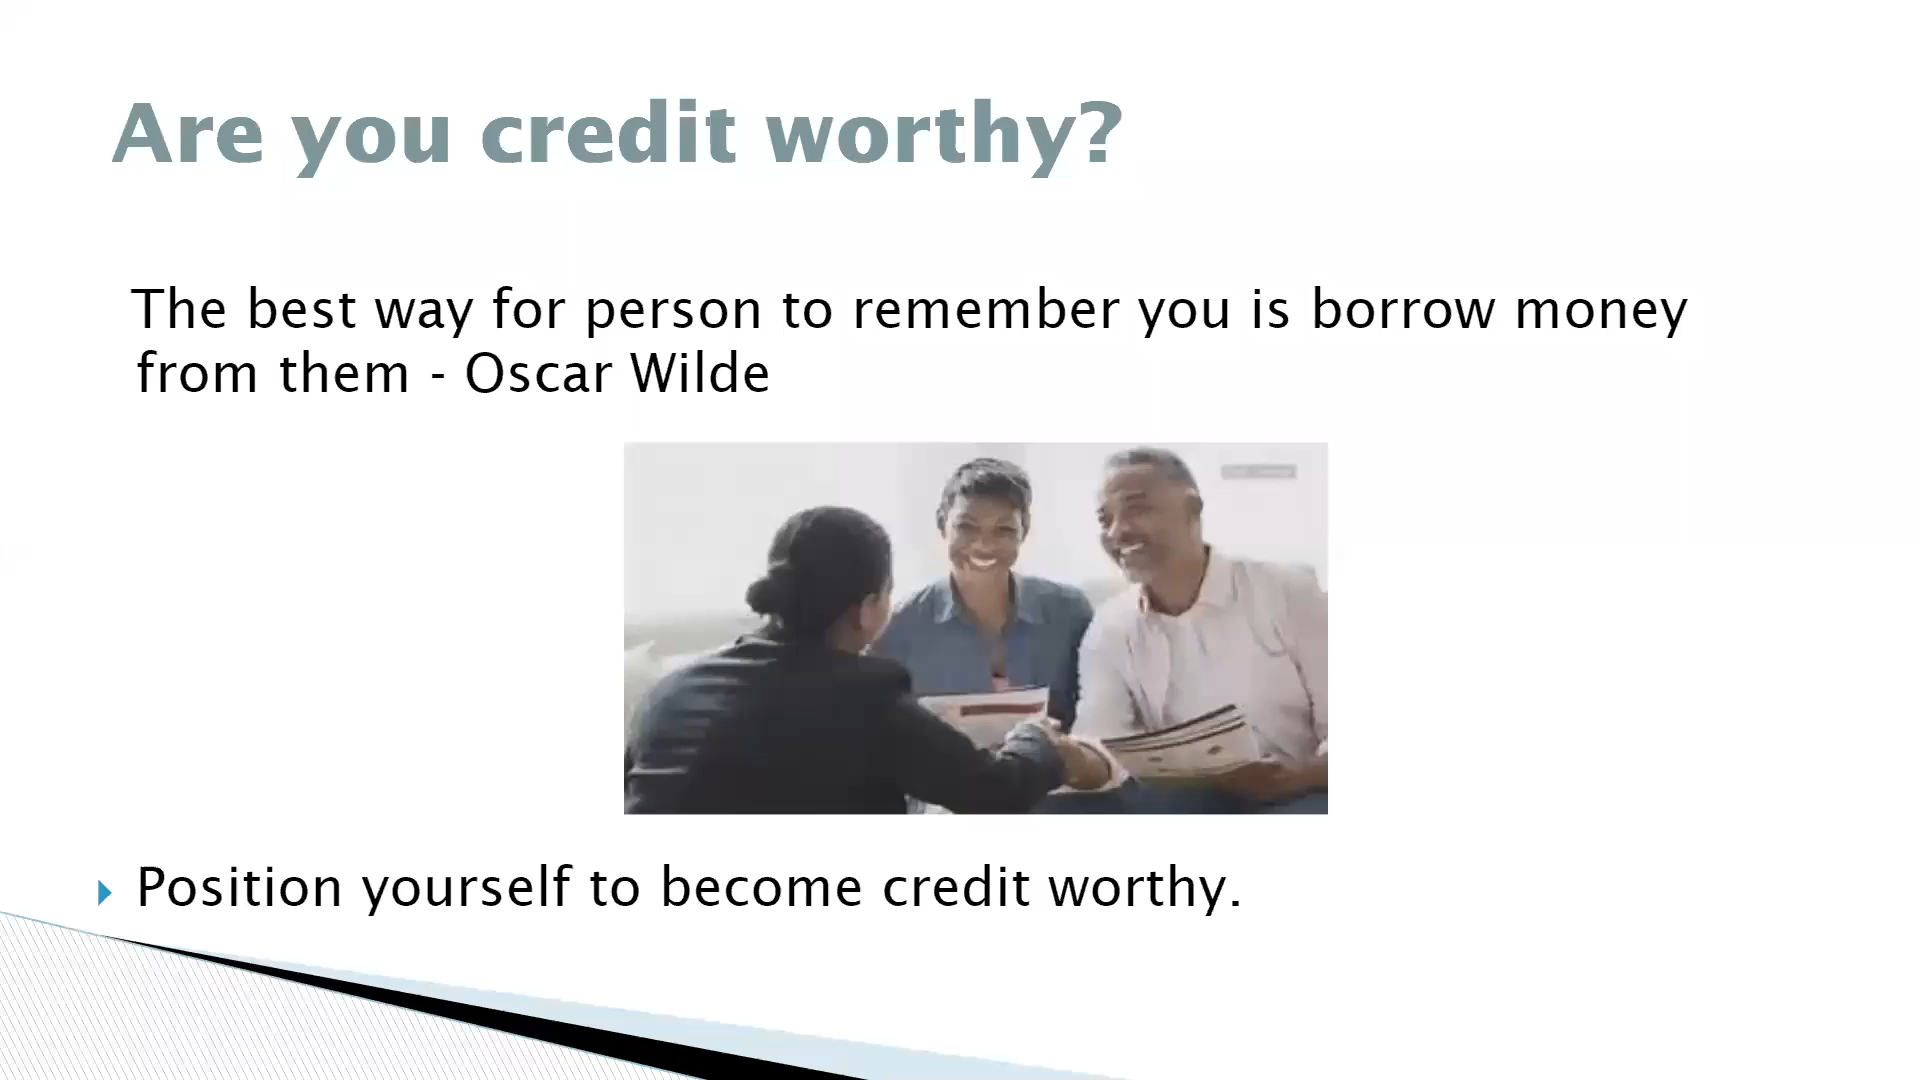 Are you credit worthy?
The best way for person to remember you is borrow money
from them - Oscar Wilde
Position yourself to become credit worthy.